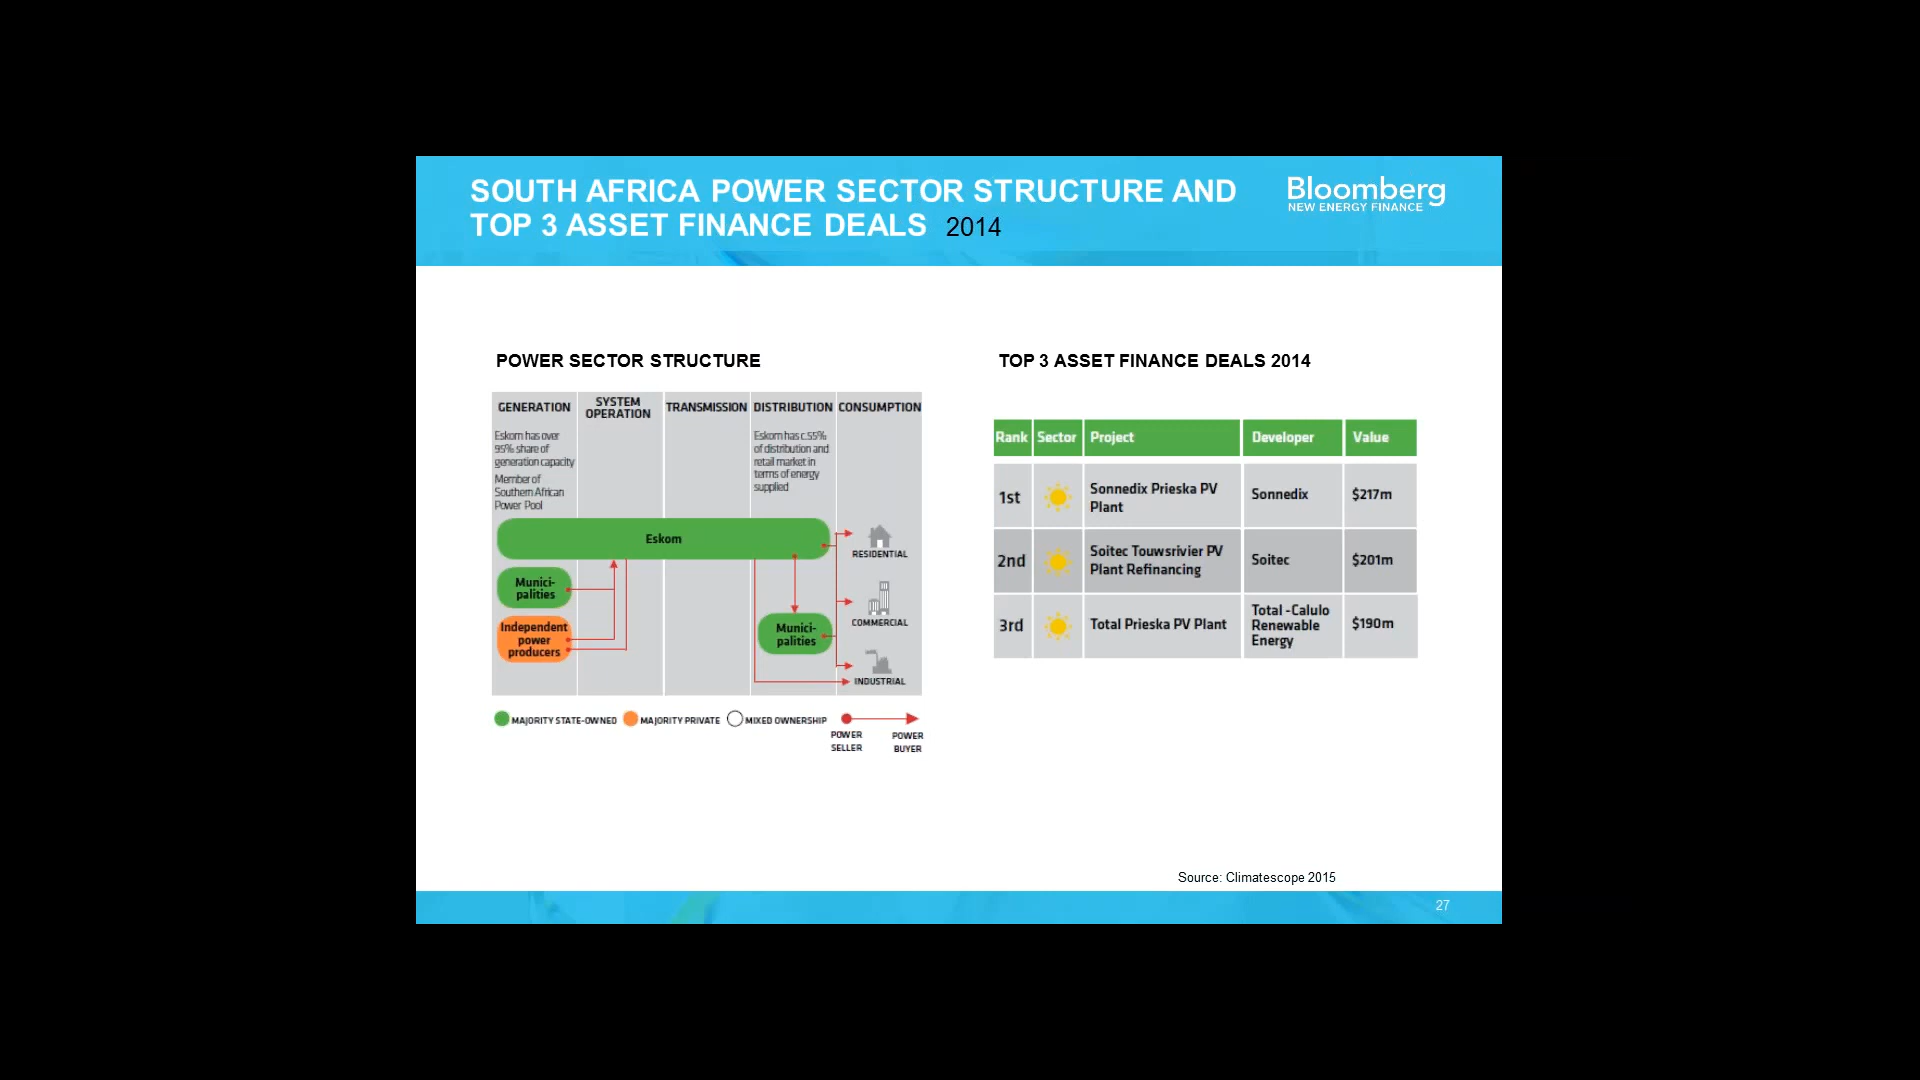 SOUTH AFRICA POWER SECTOR STRUCTURE AND
TOP 3 ASSET FINANCE DEALS 2014
Bloomberg
NEW ENERGY FINANCE
POWER SECTOR STRUCTURE
GENERATION
SYSTEM
OPERATION
TRANSMISSION
DISTRIBUTION
CONSUMPTION
Eskom has over
95% share of
generation capacity
Member of
Southern African
Power Pool
Eskom has c.55%
of distribution and
retail market in
terms of energy
supplied
Eskom
Munici-
palities
Independent
power
producers
Munici-
palities
RESIDENTIAL
COMMERCIAL
INDUSTRIAL
MAJORITY STATE-OWNED
MAJORITY PRIVATE
MIXED OWNERSHIP
POWER
SELLER
POWER
BUYER
TOP 3 ASSET FINANCE DEALS 2014
Rank Sector Project Developer Value
1st
Sonnedix Prieska PV
Plant
Sonnedix
$217m
2nd
Soitec Touwsrivier PV
Plant Refinancing
Soitec
$201m
3rd
Total Prieska PV Plant
Total -Calulo
Renewable
Energy
$190m
Source: Climatescope 2015
27